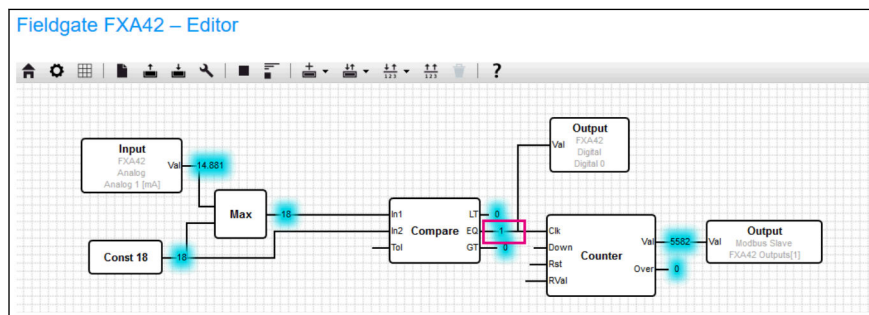 Fieldgate FXA42 – Editor
?
Input
FXA42
Analog
Analog 1 [mA]
Val
14.881
Max
18
Const 18
18
In1
In2
Tol
Compare
LT
EQ
GT
0
1
0
Output
FXA42
Digital
Digital 0
Val
Clk
Down
Rst
RVal
Counter
Val
Over
5582
0
Val
Output
Modbus Slave
FXA42 Outputs[1]